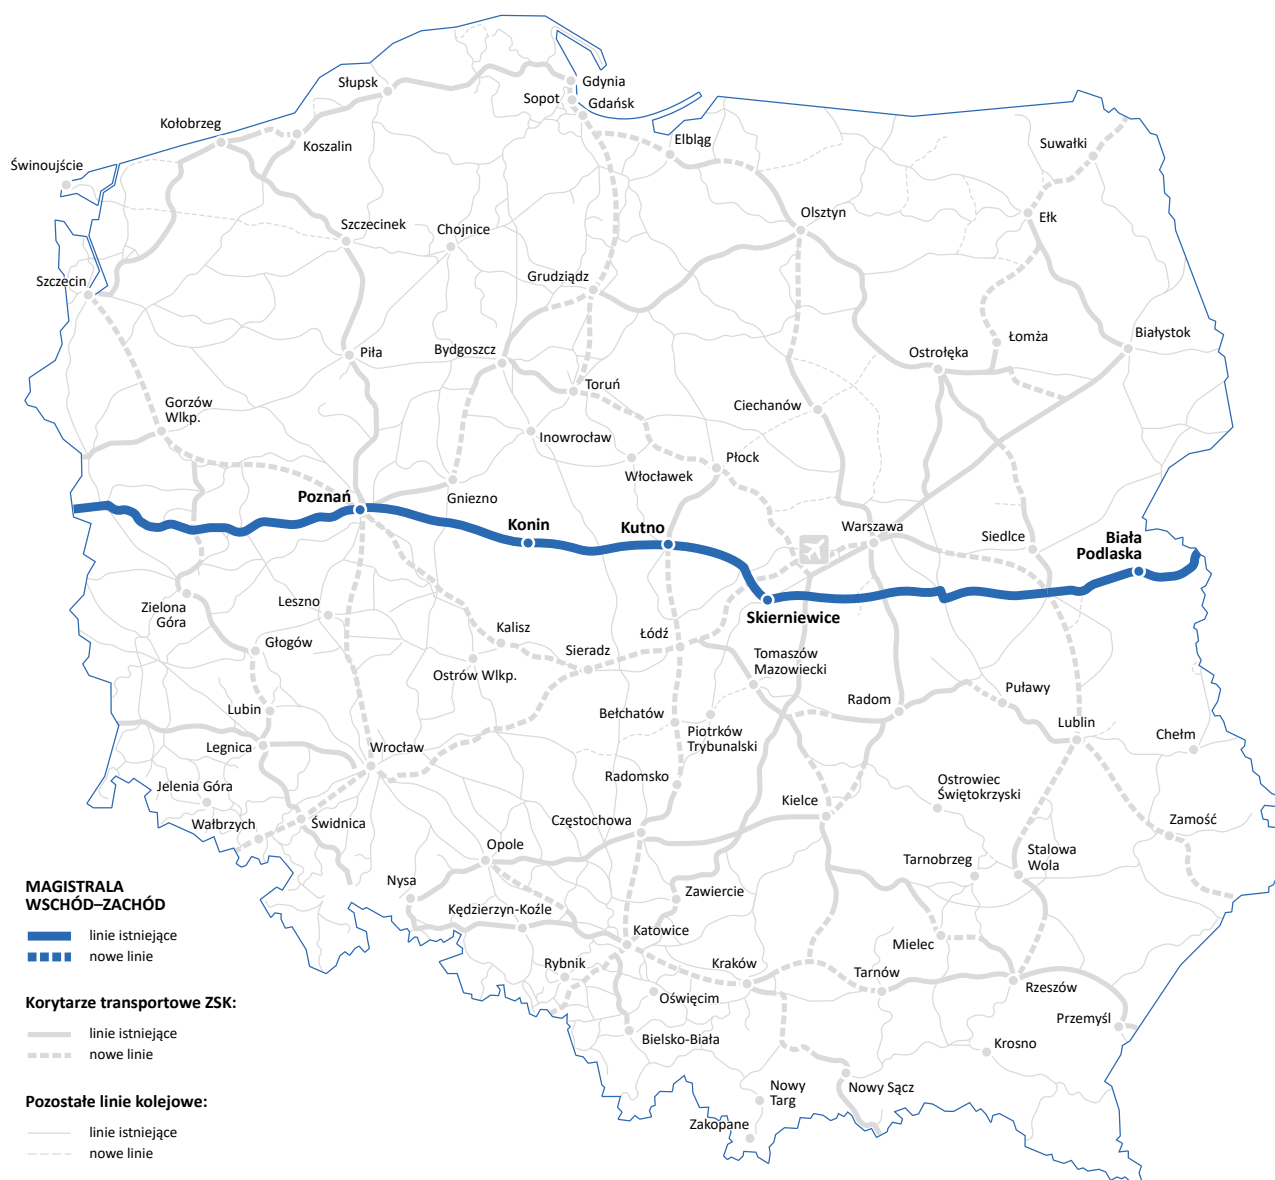 Gdynia
Słupsk
Sopot
Gdańsk
Kołobrzeg
Koszalin
Elbląg
Suwałki
Świnoujście
Olsztyn
Ełk
Szczecinek
Chojnice
Szczecin
Grudziądz
Piła
Bydgoszcz
Łomża
Białystok
Ostrołęka
Toruń
Gorzów
Wlkp.
Ciechanów
Inowrocław
Włocławek
Płock
Poznań
Gniezno
Konin
Kutno
Warszawa
Siedlce
Biała
Podlaska
Zielona
Góra
Leszno
Skierniewice
Głogów
Kalisz
Łódź
Sieradz
Ostrów Wlkp.
Tomaszów
Mazowiecki
Puławy
Radom
Lubin
Bełchatów
Piotrków
Trybunalski
Lublin
Chełm
Legnica
Wrocław
Radomsko
Jelenia Góra
Kielce
Ostrowiec
Świętokrzyski
Wałbrzych
Świdnica
Częstochowa
Zamość
Opole
Tarnobrzeg
Stalowa
Wola
Nysa
Zawiercie
MAGISTRALA
WSCHÓD–ZACHÓD
linie istniejące
nowe linie
Kędzierzyn-Koźle
Katowice
Mielec
Rybnik
Kraków
Tarnów
Rzeszów
Oświęcim
Korytarze transportowe ZSK:
linie istniejące
nowe linie
Przemyśl
Bielsko-Biała
Krosno
Nowy
Targ
Nowy Sącz
Pozostałe linie kolejowe:
linie istniejące
nowe linie
Zakopane